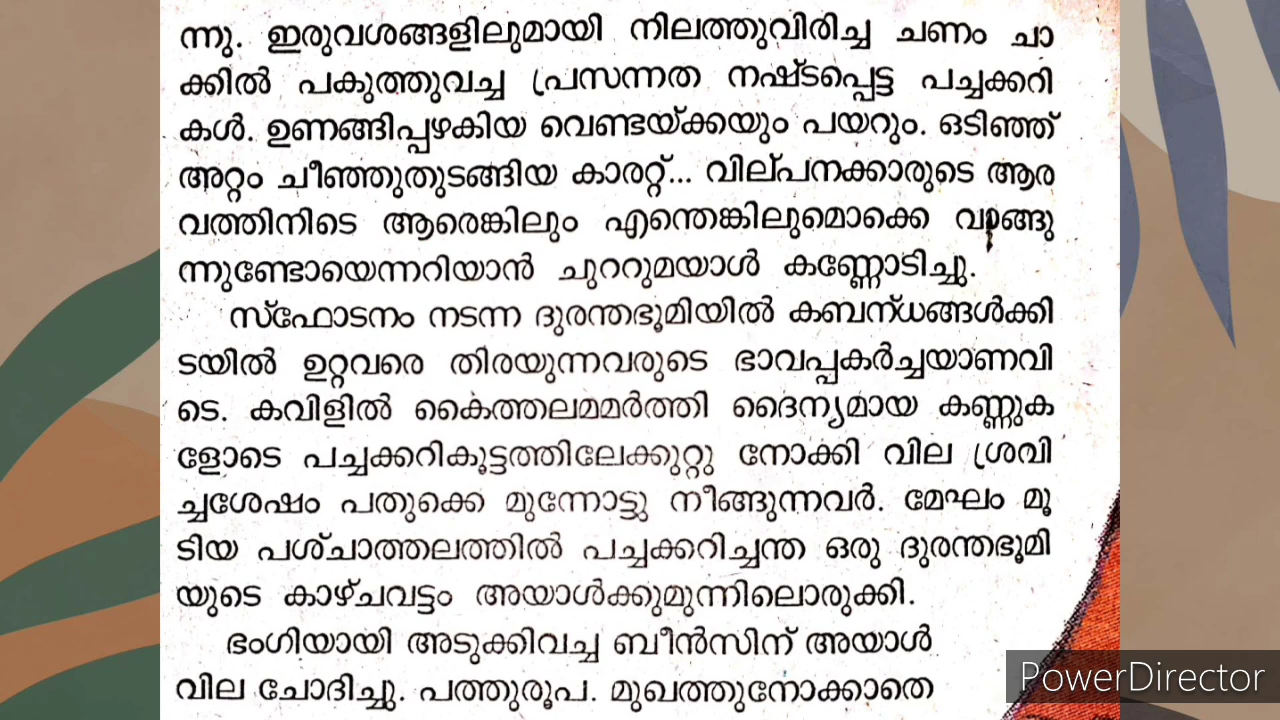 ന്നു. ഇരുവശങ്ങളിലുമായി നിലത്തുവിരിച്ച ചണം ചാ
ക്കിൽ പകുത്തുവച്ച പ്രസന്നത നഷ്ടപ്പെട്ട പച്ചക്കറി
കൾ. ഉണങ്ങിപ്പഴകിയ വെണ്ടയ്ക്കയും പയറും. ഒടിഞ്ഞ്
അറ്റം ചീഞ്ഞുതുടങ്ങിയ കാരറ്റ്... വില്പനക്കാരുടെ ആര
വത്തിനിടെ ആരെങ്കിലും എന്തെങ്കിലുമൊക്കെ വാങ്ങു
ന്നുണ്ടോയെന്നറിയാൻ ചുററുമയാൾ കണ്ണോടിച്ചു.
സ്ഫോടനം നടന്ന ദുരന്തഭൂമിയിൽ കബന്ധങ്ങൾക്കി
ടയിൽ ഉറ്റവരെ തിരയുന്നവരുടെ ഭാവപ്പകർച്ചയാണവി
ടെ. കവിളിൽ കൈത്തലമമർത്തി ദൈന്യമായ കണ്ണുക
ളോടെ പച്ചക്കറികൂട്ടത്തിലേക്കുറ്റു നോക്കി വില ശ്രവി
ച്ചശേഷം പതുക്കെ മുന്നോട്ടു നീങ്ങുന്നവർ. മേഘം മൂ
ടിയ പശ്ചാത്തലത്തിൽ പച്ചക്കറിച്ചന്ത ഒരു ദുരന്തഭൂമി
യുടെ കാഴ്ചവട്ടം അയാൾക്കുമുന്നിലൊരുക്കി.
ഭംഗിയായി അടുക്കിവച്ച ബീൻസിന് അയാൾ
വില ചോദിച്ചു. പത്തുരൂപ. മുഖത്തുനോക്കാതെ
PowerDirector